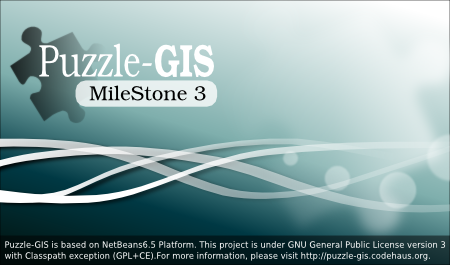 Puzzle-GIS
MileStone 3
Puzzle-GIS is based on NetBeans6.5 Platform. This project is under GNU General Public License version 3
with Classpath exception (GPL+CE).For more information, please visit http://puzzle-gis.codehaus.org.